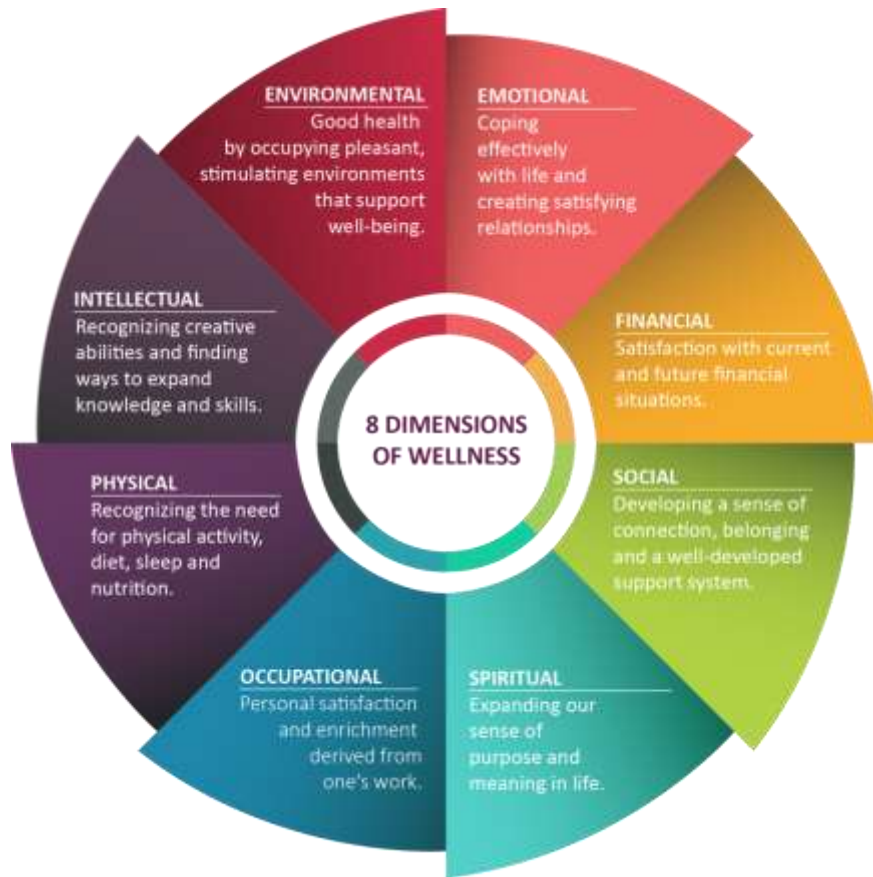 8 DIMENSIONS
OF WELLNESS
EMOTIONAL
Coping
effectively
with life and
creating satisfying
relationships.
FINANCIAL
Satisfaction with current
and future financial
situations.
SOCIAL
Developing a sense of
connection, belonging
and a well-developed
support system.
SPIRITUAL
Expanding our
sense of
purpose and
meaning in life.
OCCUPATIONAL
Personal satisfaction
and enrichment
derived from
one's work.
PHYSICAL
Recognizing the need
for physical activity,
diet, sleep and
nutrition.
INTELLECTUAL
Recognizing creative
abilities and finding
ways to expand
knowledge and skills.
ENVIRONMENTAL
Good health
by occupying pleasant,
stimulating environments
that support
well-being.